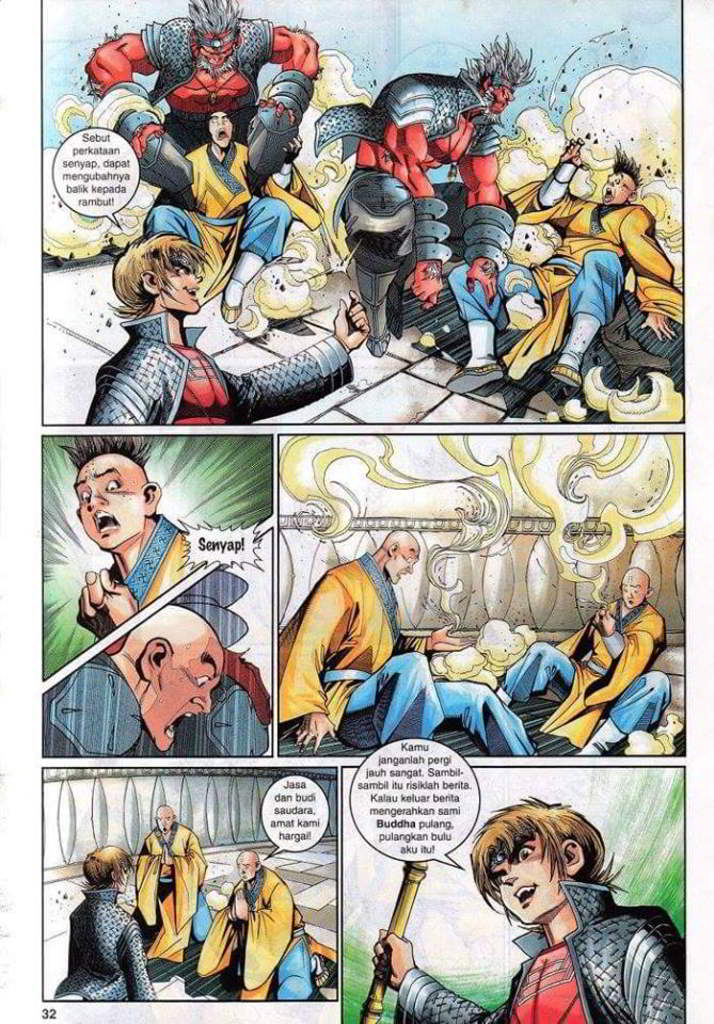 Sebut
perkataan
senyap, dapat
mengubahnya
balik kepada
rambut!
Senyap!
Jasa
dan budi
saudara,
amat kami
hargai!
Kamu
janganlah pergi
jauh sangat. Sambil-
sambil itu risiklah berita.
Kalau keluar berita
mengerahkan sami
Buddha pulang,
pulangkan bulu
aku itu!
32